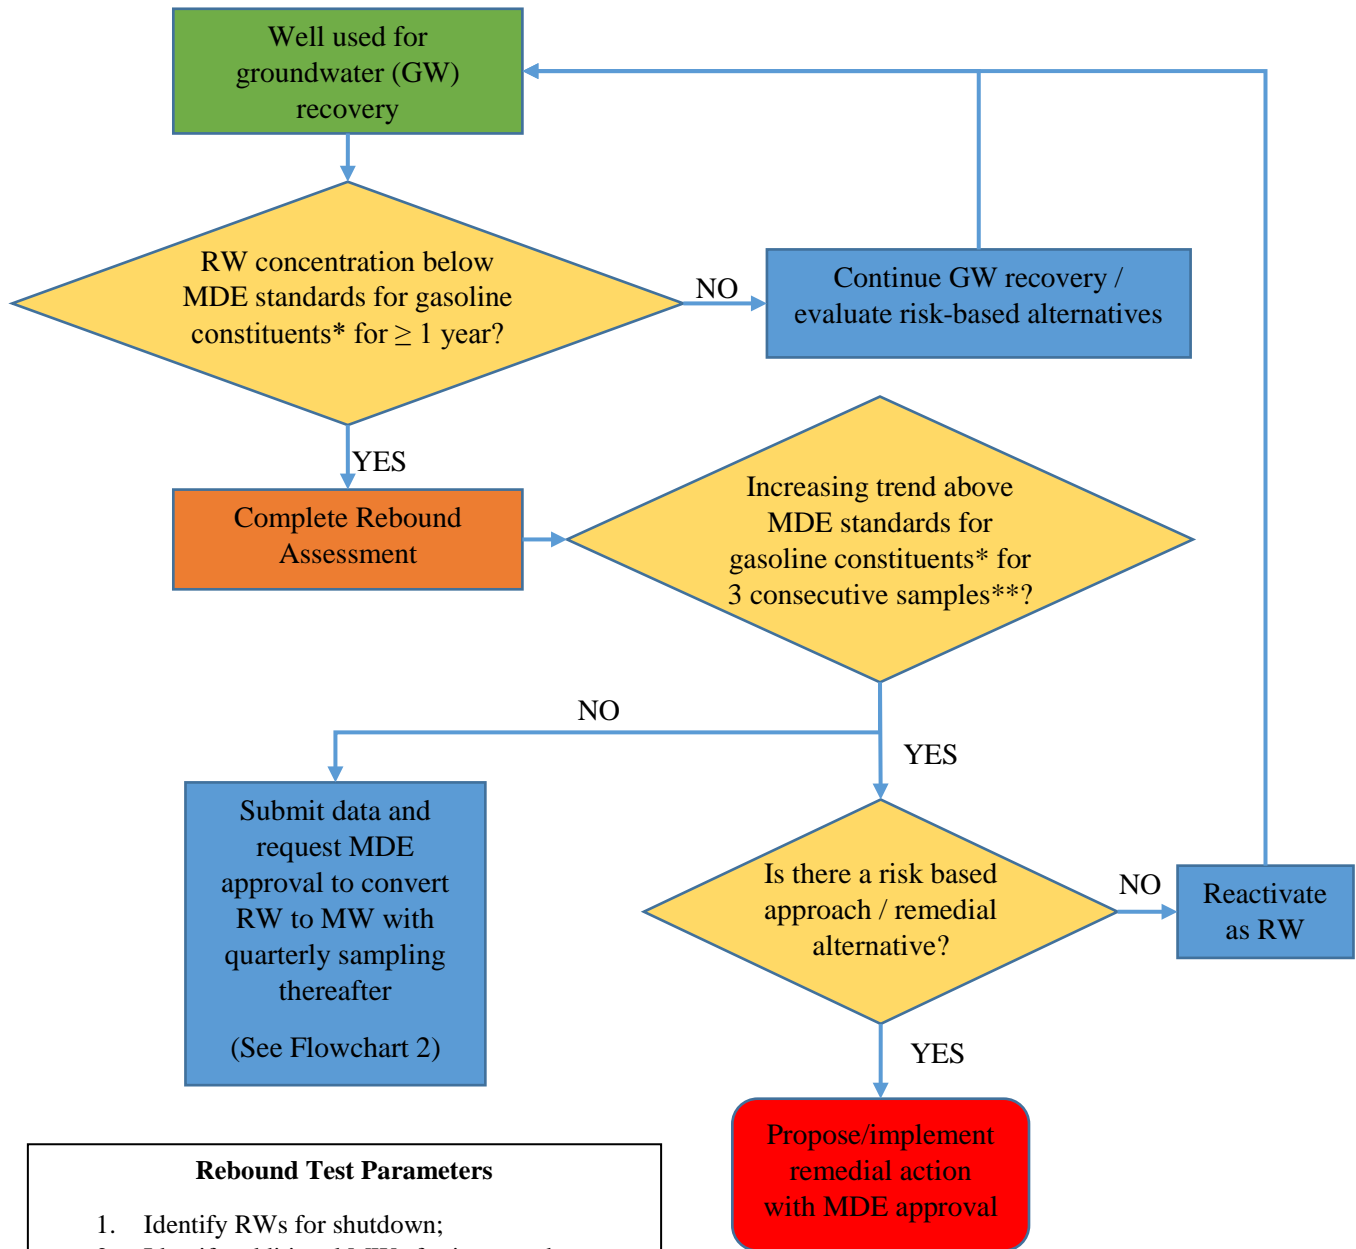 Well used for
groundwater (GW)
recovery
RW concentration below
MDE standards for gasoline
constituents* for ≥ 1 year?
NO
Continue GW recovery /
evaluate risk-based alternatives
YES
Complete Rebound
Assessment
Increasing trend above
MDE standards for
gasoline constituents* for
3 consecutive samples**?
NO
YES
Submit data and
request MDE
approval to convert
RW to MW with
quarterly sampling
thereafter
(See Flowchart 2)
Is there a risk based
approach / remedial
alternative?
NO
Reactivate
as RW
YES
Propose/implement
remedial action
with MDE approval
Rebound Test Parameters
1. Identify RWs for shutdown;